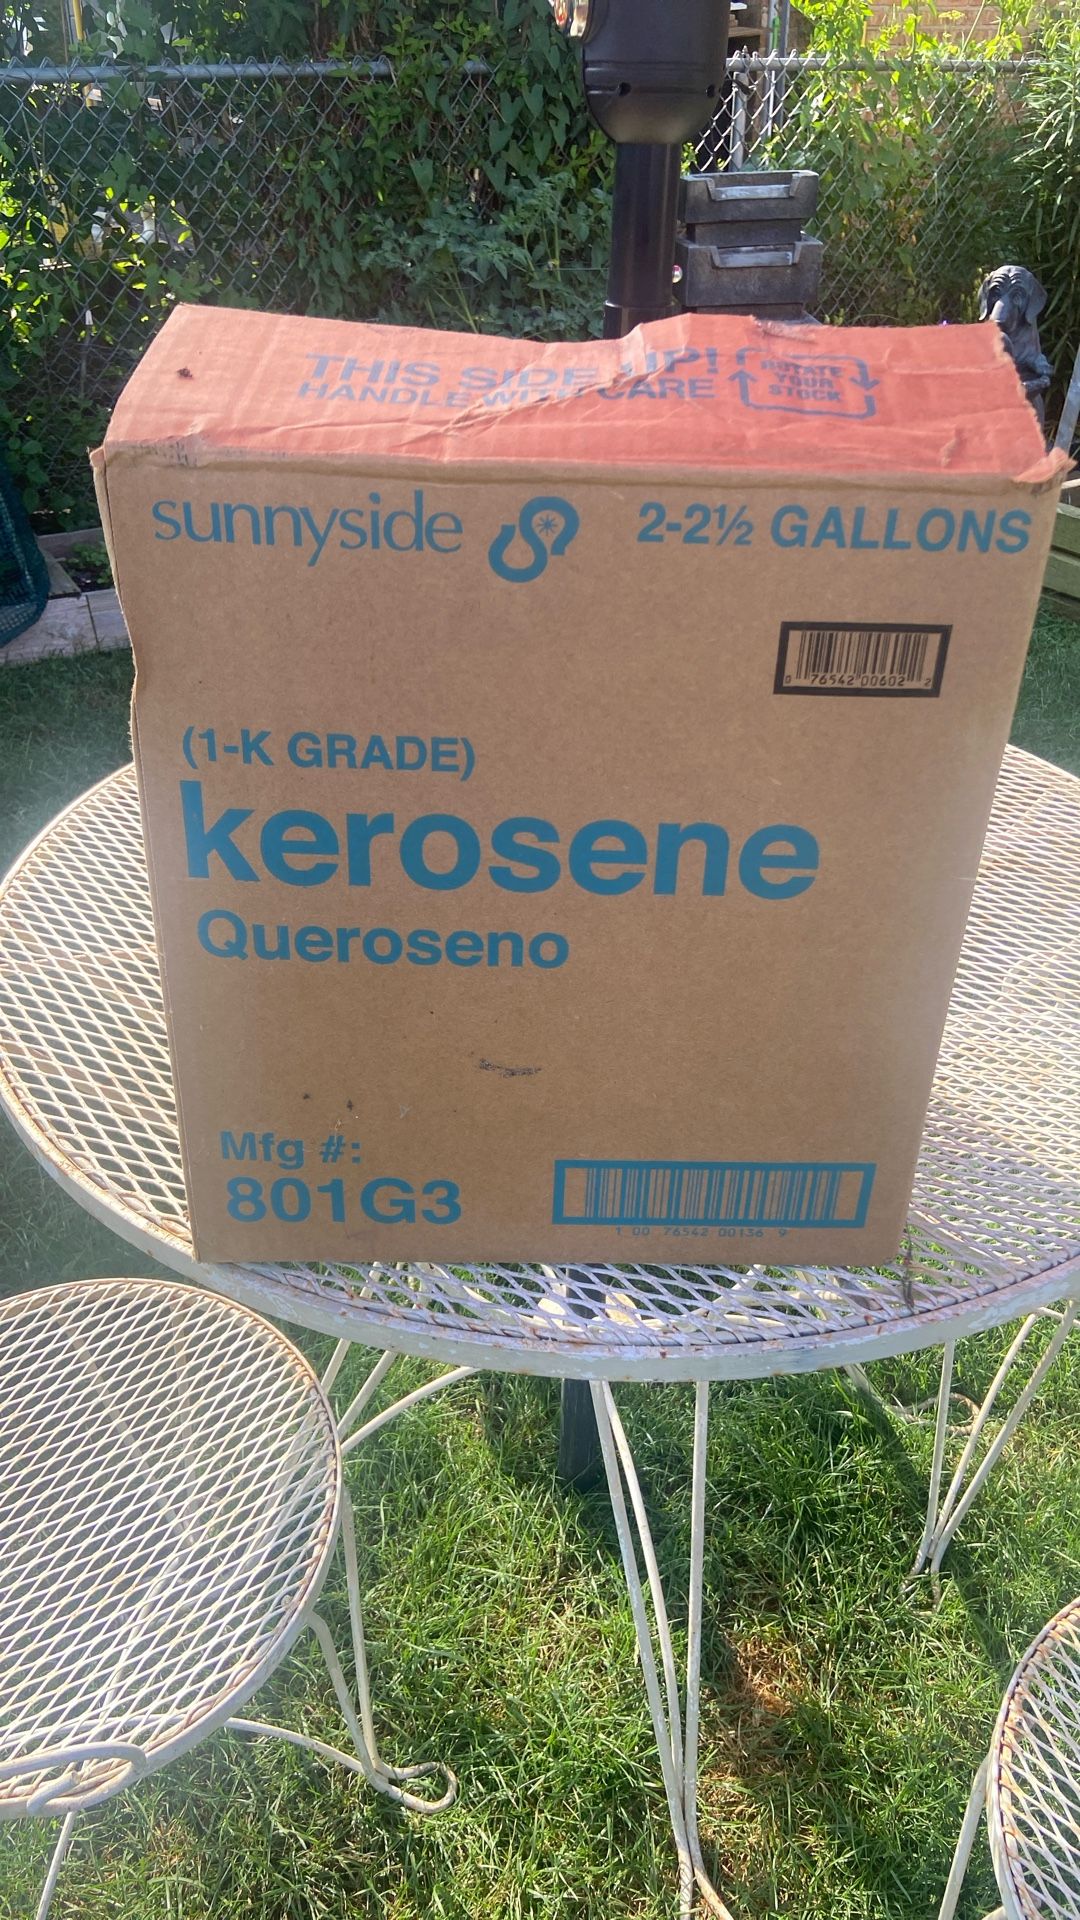 THIS SIDE UP!
HANDLE WITH CARE
ROTATE
YOUR
STOCK
sunnyside
2-2½ GALLONS
0 76542 00602 2
(1-K GRADE)
kerosene
Queroseno
Mfg #:
801G3
1 00 76542 00136 9